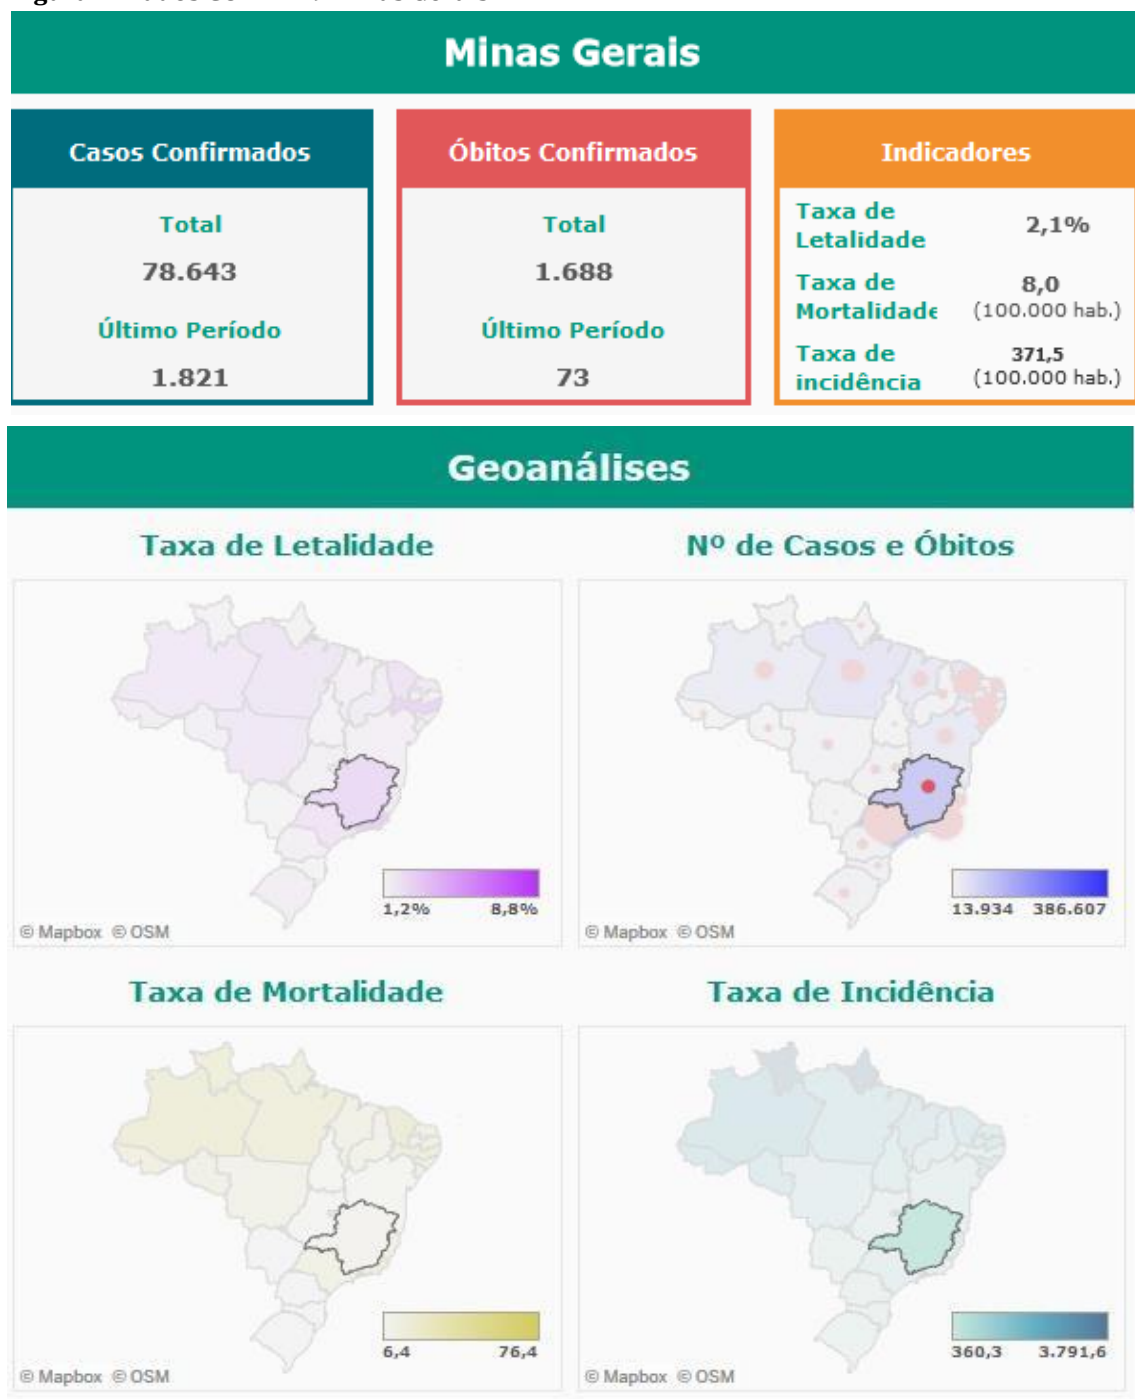 Minas Gerais
Casos Confirmados
Total
78.643
Último Período
1.821
Óbitos Confirmados
Total
1.688
Último Período
73
Indicadores
Taxa de
Letalidade
2,1%
Taxa de
Mortalidade
8,0
(100.000 hab.)
Taxa de
incidência
371,5
(100.000 hab.)
Geoanálises
Taxa de Letalidade
1,2% 8,8%
© Mapbox © OSM
Nº de Casos e Óbitos
13.934 386.607
© Mapbox © OSM
Taxa de Mortalidade
6,4 76,4
© Mapbox © OSM
Taxa de Incidência
360,3 3.791,6
© Mapbox © OSM